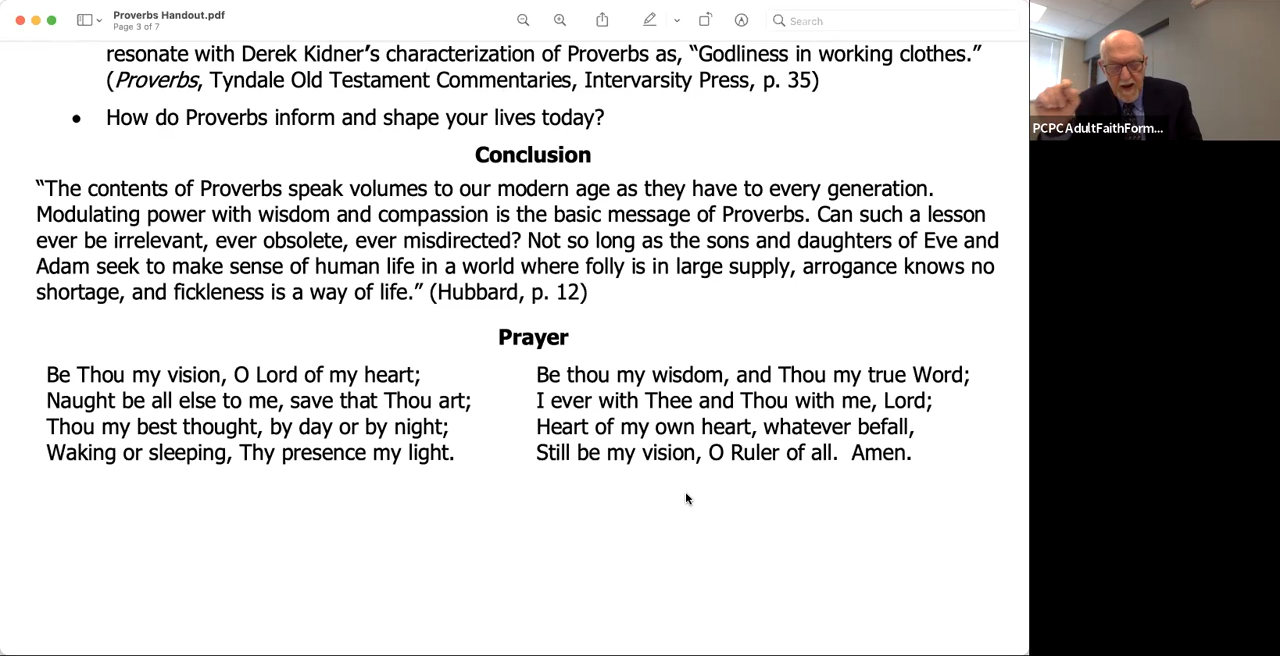 Proverbs Handout.pdf
Page 3 of 7
Search
resonate with Derek Kidner’s characterization of Proverbs as, “Godliness in working clothes.”
(Proverbs, Tyndale Old Testament Commentaries, Intervarsity Press, p. 35)
• How do Proverbs inform and shape your lives today?
Conclusion
“The contents of Proverbs speak volumes to our modern age as they have to every generation.
Modulating power with wisdom and compassion is the basic message of Proverbs. Can such a lesson
ever be irrelevant, ever obsolete, ever misdirected? Not so long as the sons and daughters of Eve and
Adam seek to make sense of human life in a world where folly is in large supply, arrogance knows no
shortage, and fickleness is a way of life.” (Hubbard, p. 12)
Prayer
Be Thou my vision, O Lord of my heart;
Naught be all else to me, save that Thou art;
Thou my best thought, by day or by night;
Waking or sleeping, Thy presence my light.
Be thou my wisdom, and Thou my true Word;
I ever with Thee and Thou with me, Lord;
Heart of my own heart, whatever befall,
Still be my vision, O Ruler of all. Amen.
PCPC AdultFaithForm...